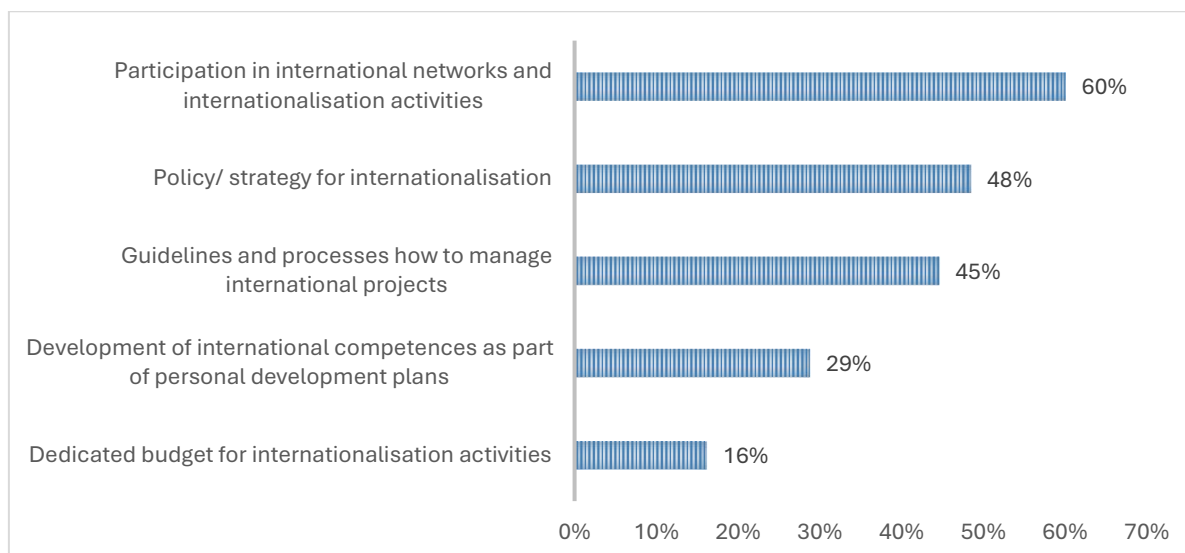 Participation in international networks and
internationalisation activities
60%
Policy/ strategy for internationalisation
48%
Guidelines and processes how to manage
international projects
45%
Development of international competences as part
of personal development plans
29%
Dedicated budget for internationalisation activities
16%
0% 10% 20% 30% 40% 50% 60% 70%